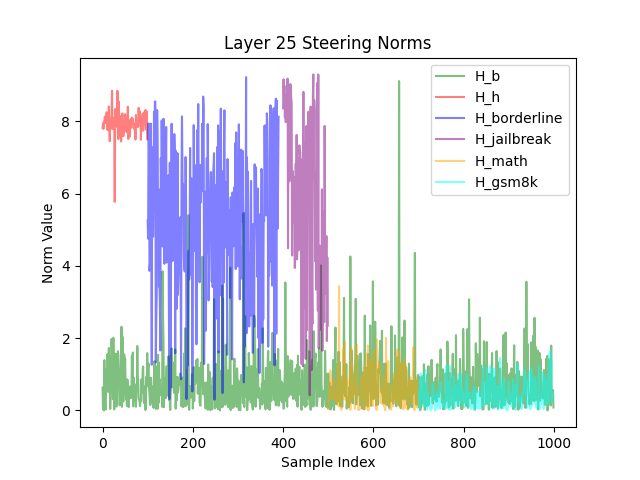 Layer 25 Steering Norms
H_b
H_h
H_borderline
H_jailbreak
H_math
H_gsm8k
8
6
4
2
0
Norm Value
0
200
400
600
800
1000
Sample Index